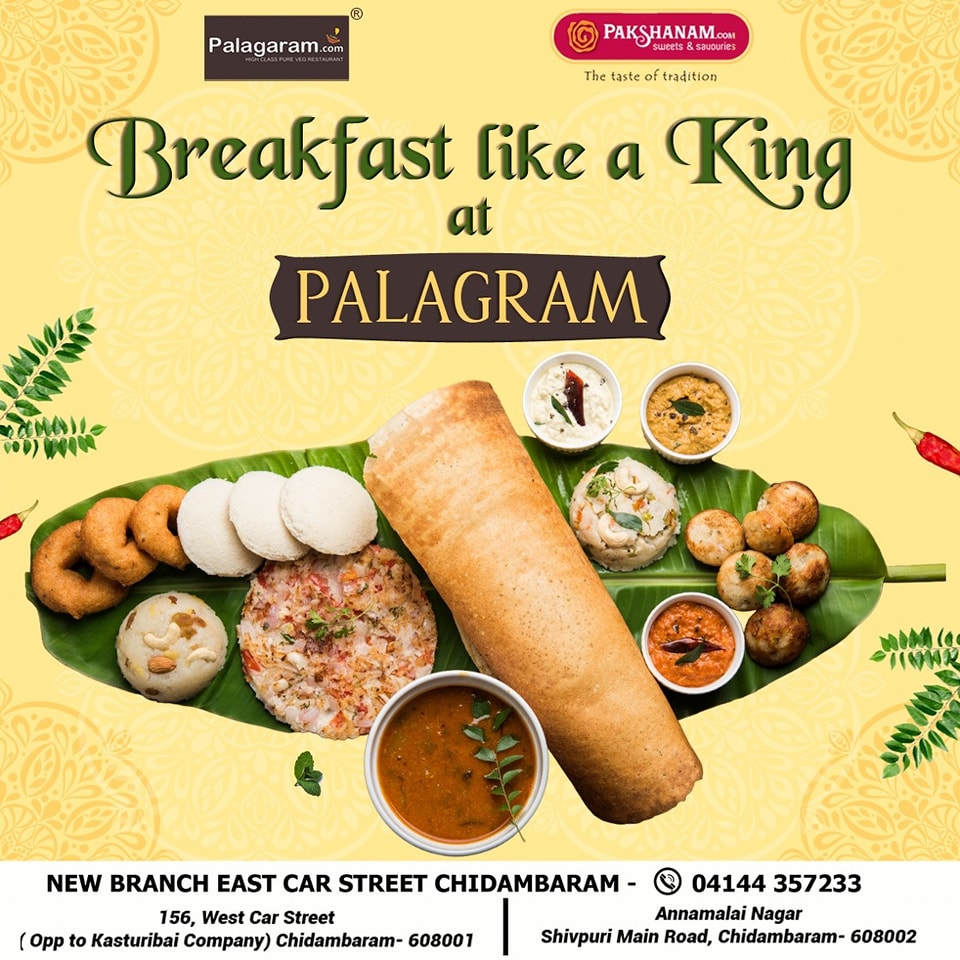 ®
Palagaram.com
HIGH CLASS PURE VEG RESTAURANT
PAKSHANAM.COM
sweets & savouries
The taste of tradition
Breakfast like a King
at
PALAGRAM
NEW BRANCH EAST CAR STREET CHIDAMBARAM - 04144 357233
156, West Car Street
( Opp to Kasturibai Company) Chidambaram- 608001
Annamalai Nagar
Shivpuri Main Road, Chidambaram- 608002